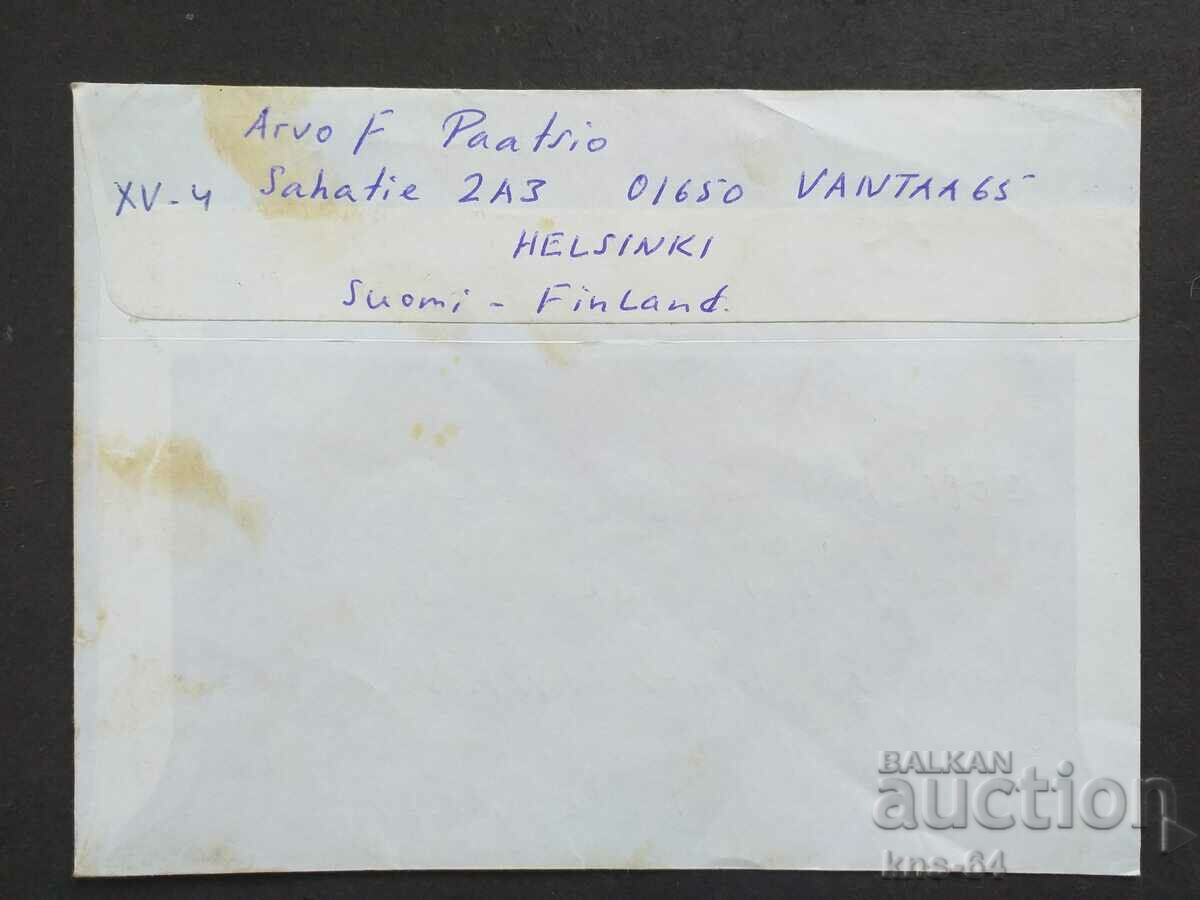 Arvo F Paatsio
XV-4 Sahatie 2A3 01650 VANTAA 65
HELSINKI
Suomi - Finland.
BALKAN
auction
kns-64